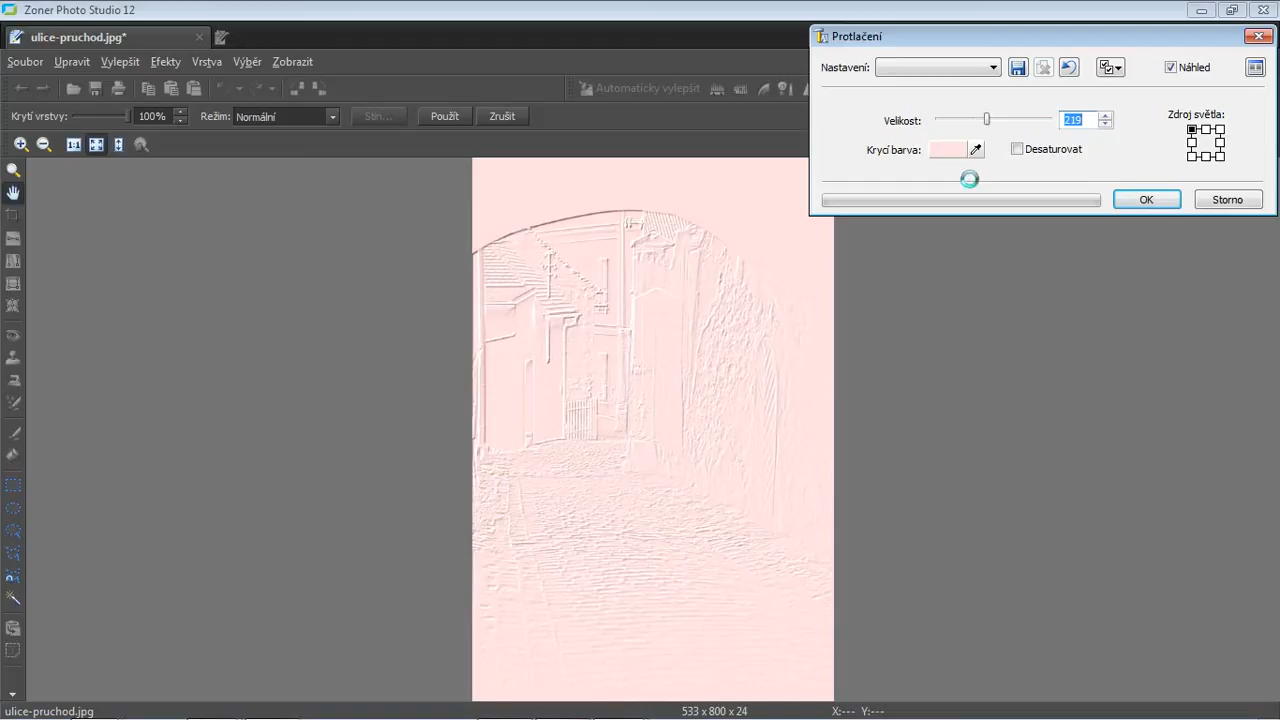 Zoner Photo Studio 12
ulice-pruchod.jpg*
Soubor Upravit Vylepšit Efekty Vrstva Výběr Zobrazit
Automaticky vylepšit
Krytí vrstvy: 100% Režim: Normální Stín... Použít Zrušit
1:1
Protlačení
Nastavení: Náhled
Velikost: 219 Zdroj světla:
Krycí barva: Desaturovat
OK Storno
ulice-pruchod.jpg 533 x 800 x 24 X:--- Y:---